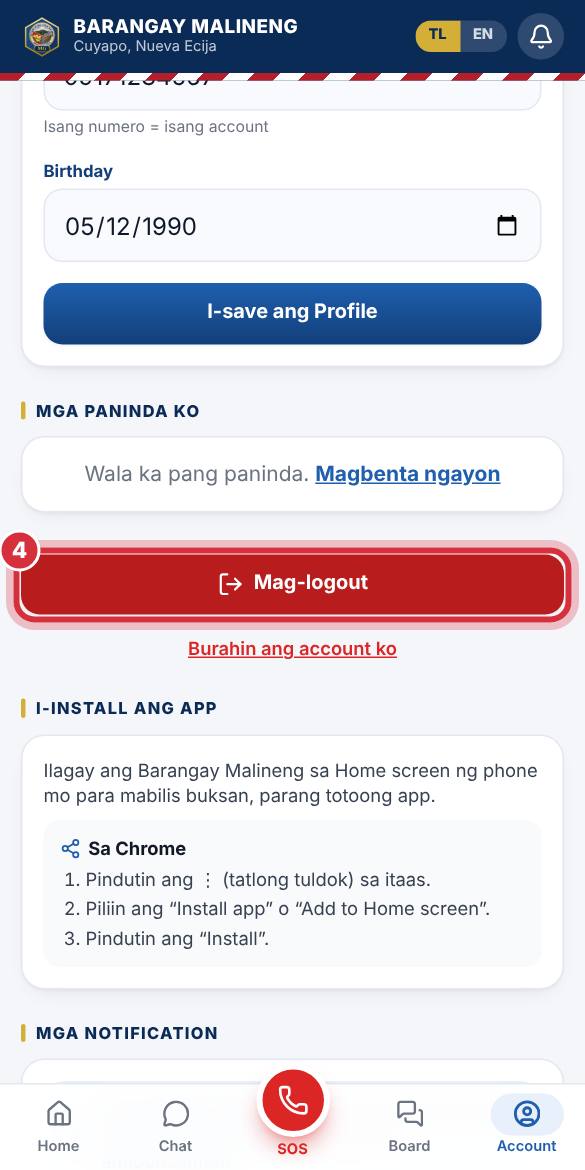 BARANGAY MALINENG
Cuyapo, Nueva Ecija
TL EN
Isang numero = isang account
Birthday
05/12/1990
I-save ang Profile
MGA PANINDA KO
Wala ka pang paninda. Magbenta ngayon
4
Mag-logout
Burahin ang account ko
I-INSTALL ANG APP
Ilagay ang Barangay Malineng sa Home screen ng phone
mo para mabilis buksan, parang totoong app.
Sa Chrome
1. Pindutin ang ⋮ (tatlong tuldok) sa itaas.
2. Piliin ang “Install app” o “Add to Home screen”.
3. Pindutin ang “Install”.
MGA NOTIFICATION
Home Chat SOS Board Account